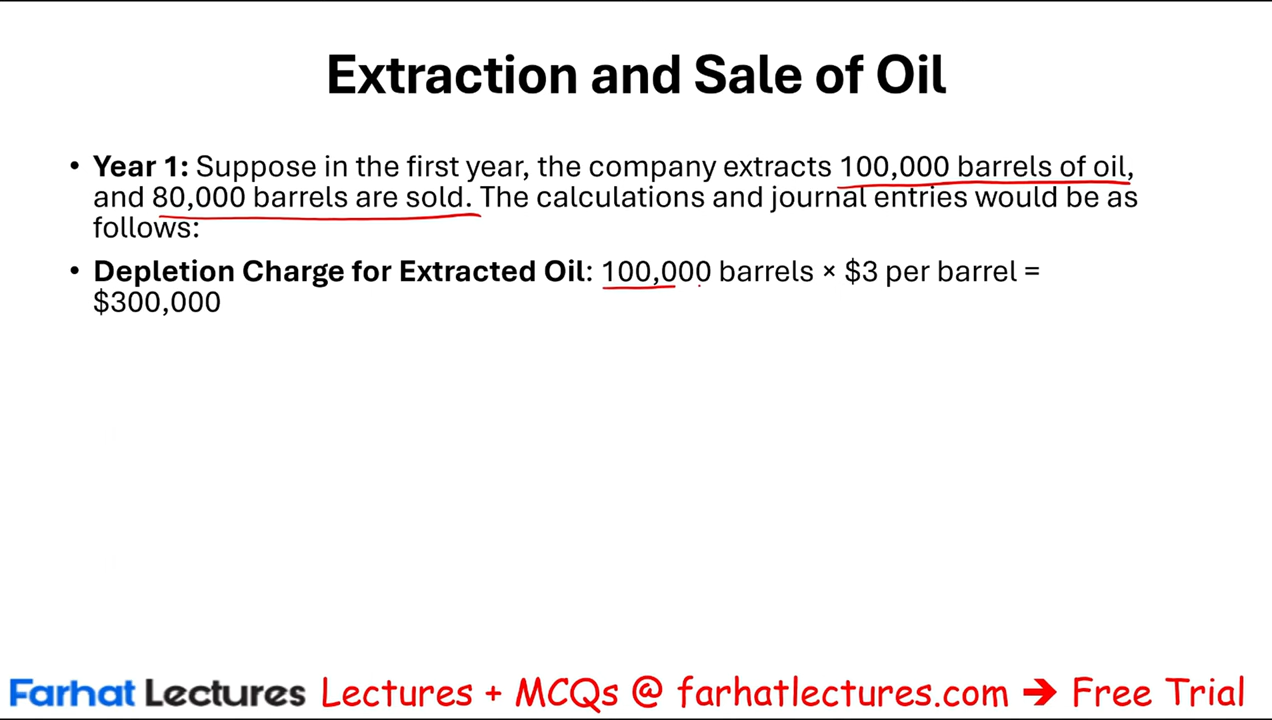 Extraction and Sale of Oil
• Year 1: Suppose in the first year, the company extracts 100,000 barrels of oil,
and 80,000 barrels are sold. The calculations and journal entries would be as
follows:
• Depletion Charge for Extracted Oil: 100,000 barrels × $3 per barrel =
$300,000
Farhat Lectures Lectures + MCQs @ farhatlectures.com ➔ Free Trial